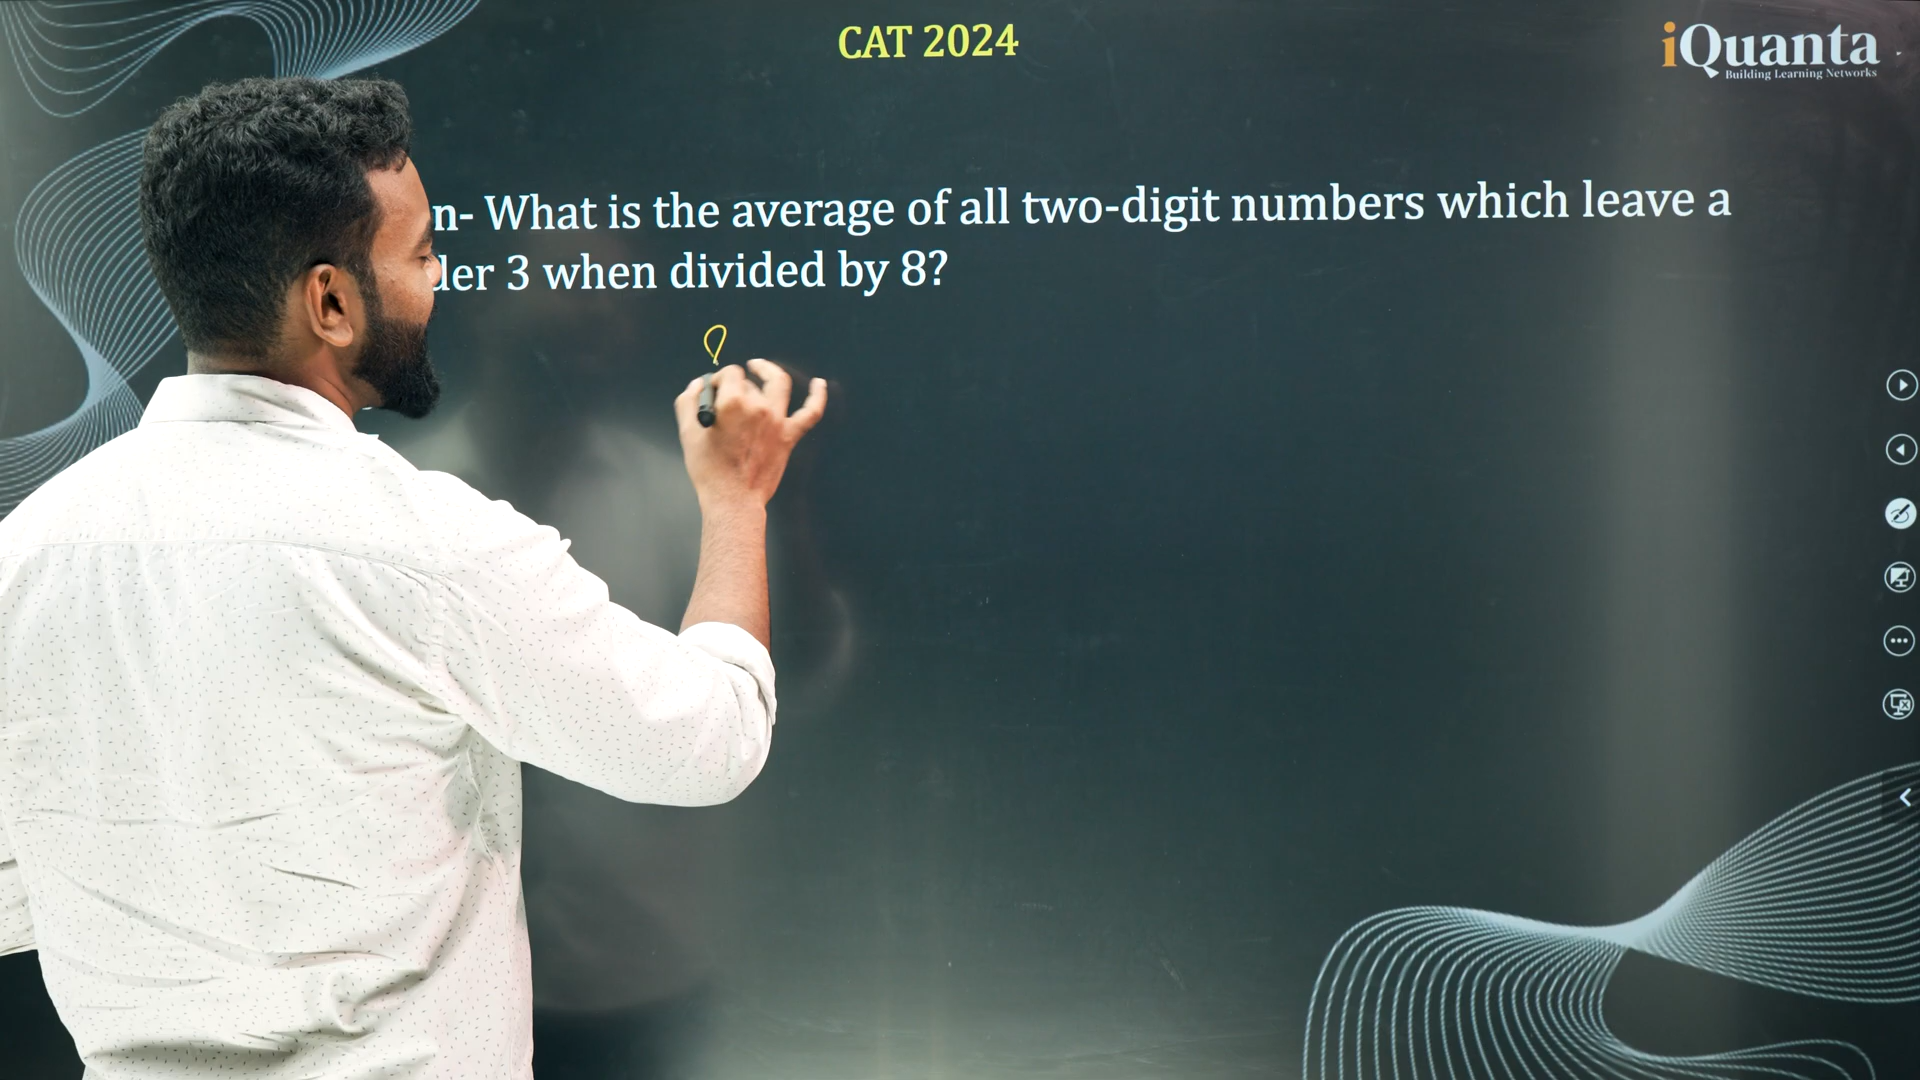 CAT 2024
iQuanta
Building Learning Networks
n- What is the average of all two-digit numbers which leave a
der 3 when divided by 8?